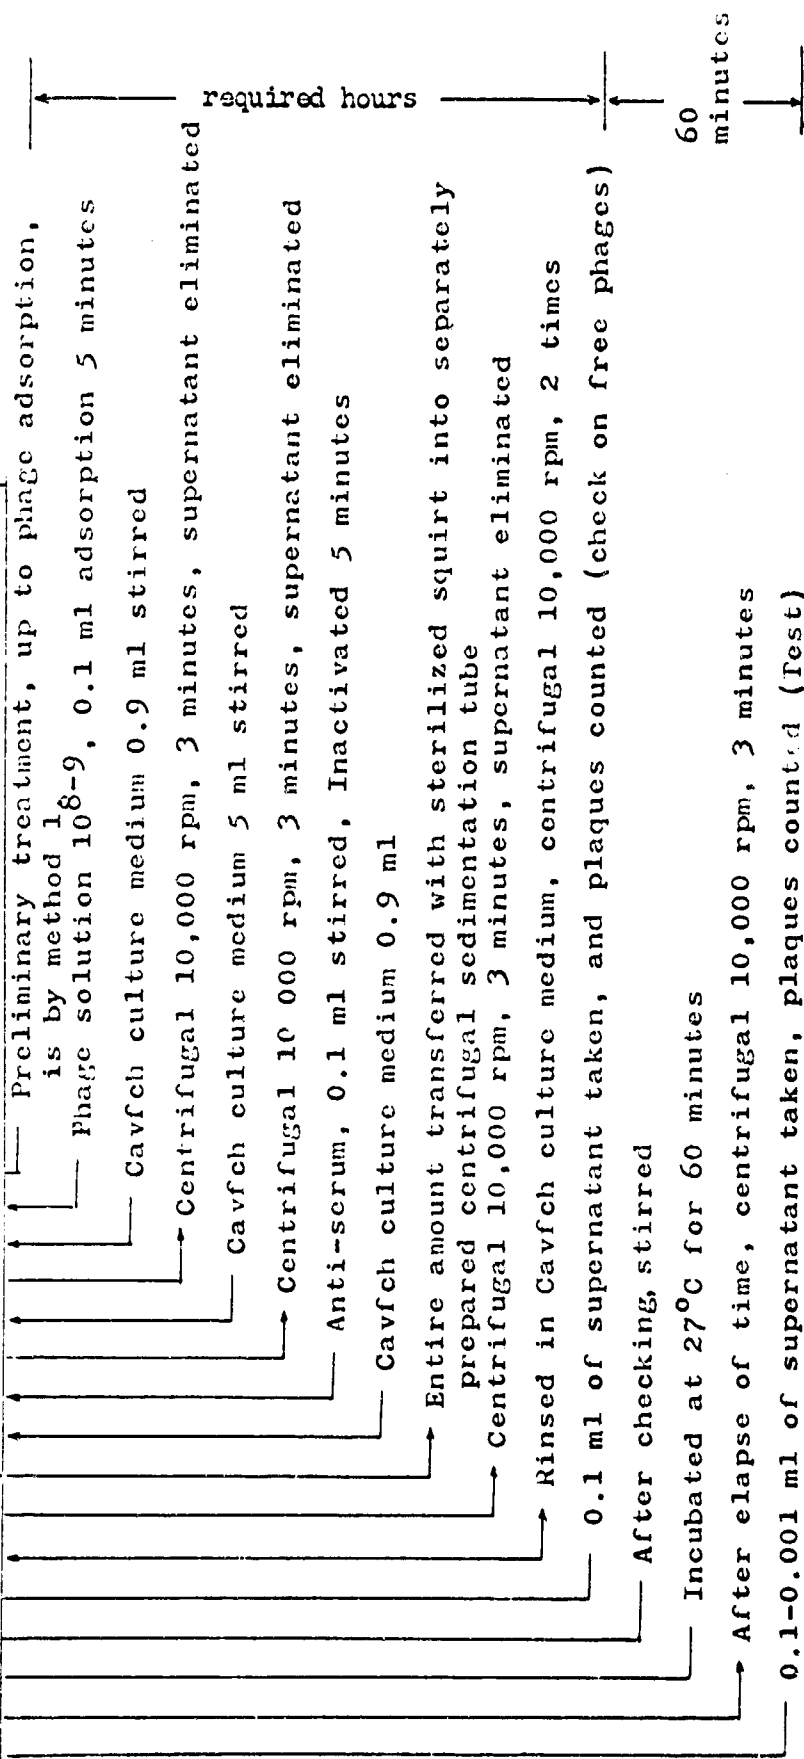 Preliminary treatment, up to phage adsorption,
is by method 1
Phage solution 10^8-9, 0.1 ml adsorption 5 minutes
Cavfch culture medium 0.9 ml stirred
Centrifugal 10,000 rpm, 3 minutes, supernatant eliminated
Cavfch culture medium 5 ml stirred
Centrifugal 10 000 rpm, 3 minutes, supernatant eliminated
Anti-serum, 0.1 ml stirred, Inactivated 5 minutes
Cavfch culture medium 0.9 ml
Entire amount transferred with sterilized squirt into separately
prepared centrifugal sedimentation tube
Centrifugal 10,000 rpm, 3 minutes, supernatant eliminated
Rinsed in Cavfch culture medium, centrifugal 10,000 rpm, 2 times
0.1 ml of supernatant taken, and plaques counted (check on free phages)
After checking, stirred
Incubated at 27°C for 60 minutes
After elapse of time, centrifugal 10,000 rpm, 3 minutes
0.1-0.001 ml of supernatant taken, plaques counted (Test)
required hours
60
minutes